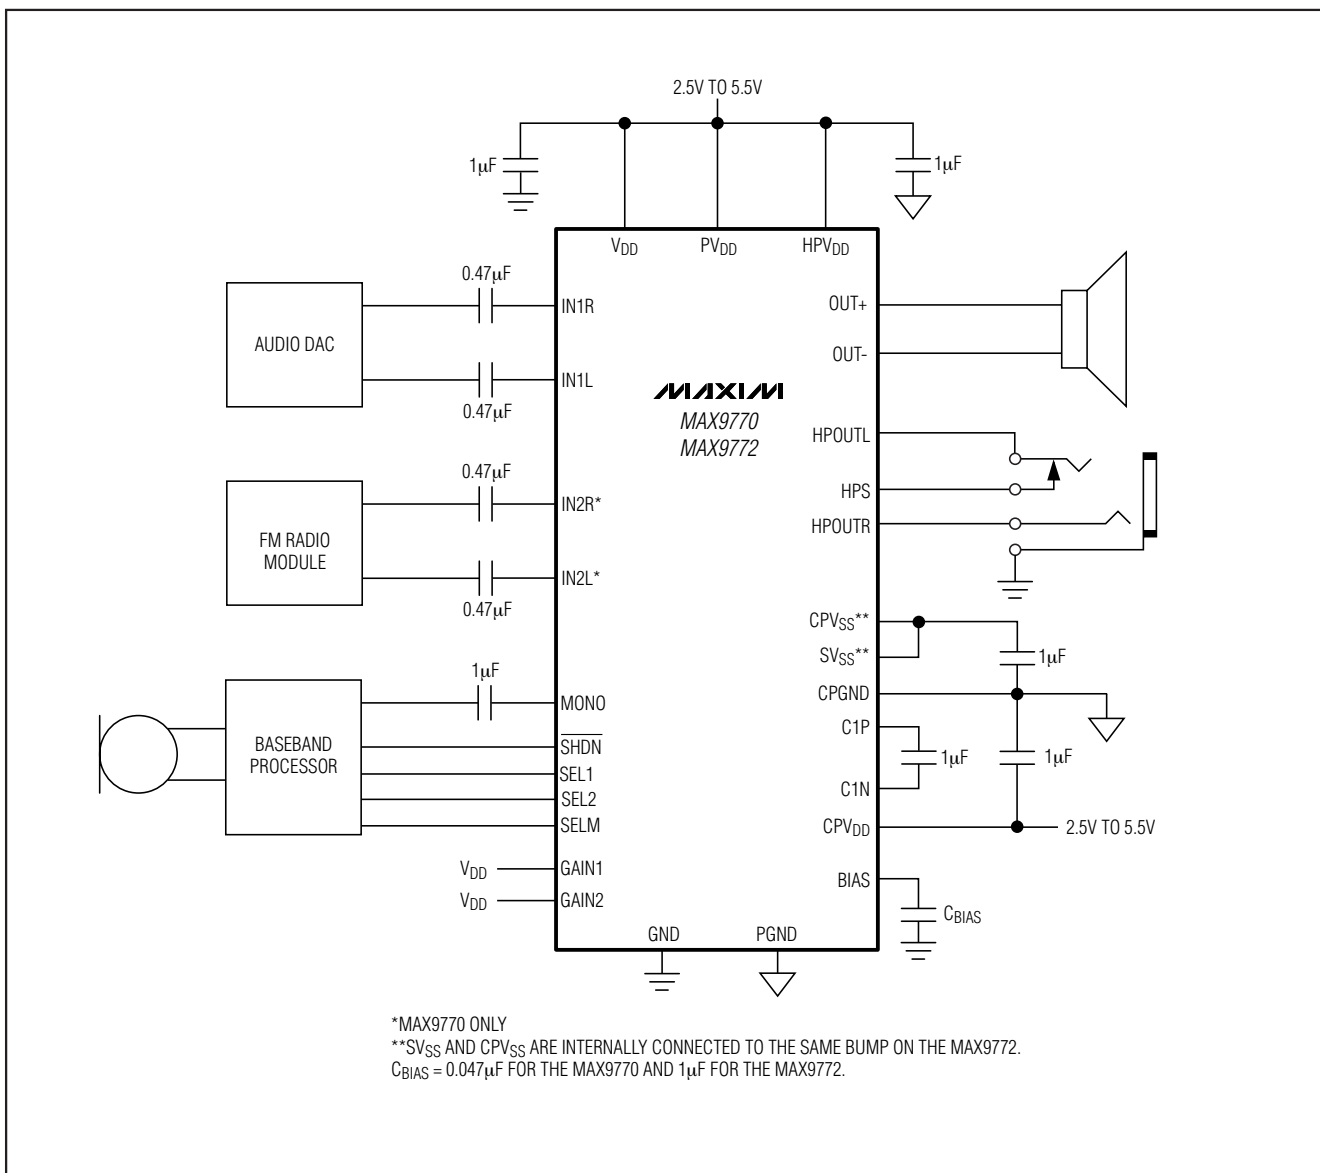 2.5V TO 5.5V
1µF
1µF
VDD
PVDD
HPVDD
0.47µF
AUDIO DAC
IN1R
IN1L
0.47µF
OUT+
OUT-
MAXIM
MAX9770
MAX9772
HPOUTL
HPS
HPOUTR
0.47µF
FM RADIO
MODULE
IN2R*
IN2L*
0.47µF
CPVSS**
SVSS**
1µF
CPGND
C1P
1µF
1µF
C1N
CPVDD
2.5V TO 5.5V
BIAS
CBIAS
1µF
BASEBAND
PROCESSOR
MONO
SHDN
SEL1
SEL2
SELM
VDD
GAIN1
VDD
GAIN2
GND
PGND
*MAX9770 ONLY
**SVSS AND CPVSS ARE INTERNALLY CONNECTED TO THE SAME BUMP ON THE MAX9772.
CBIAS = 0.047µF FOR THE MAX9770 AND 1µF FOR THE MAX9772.